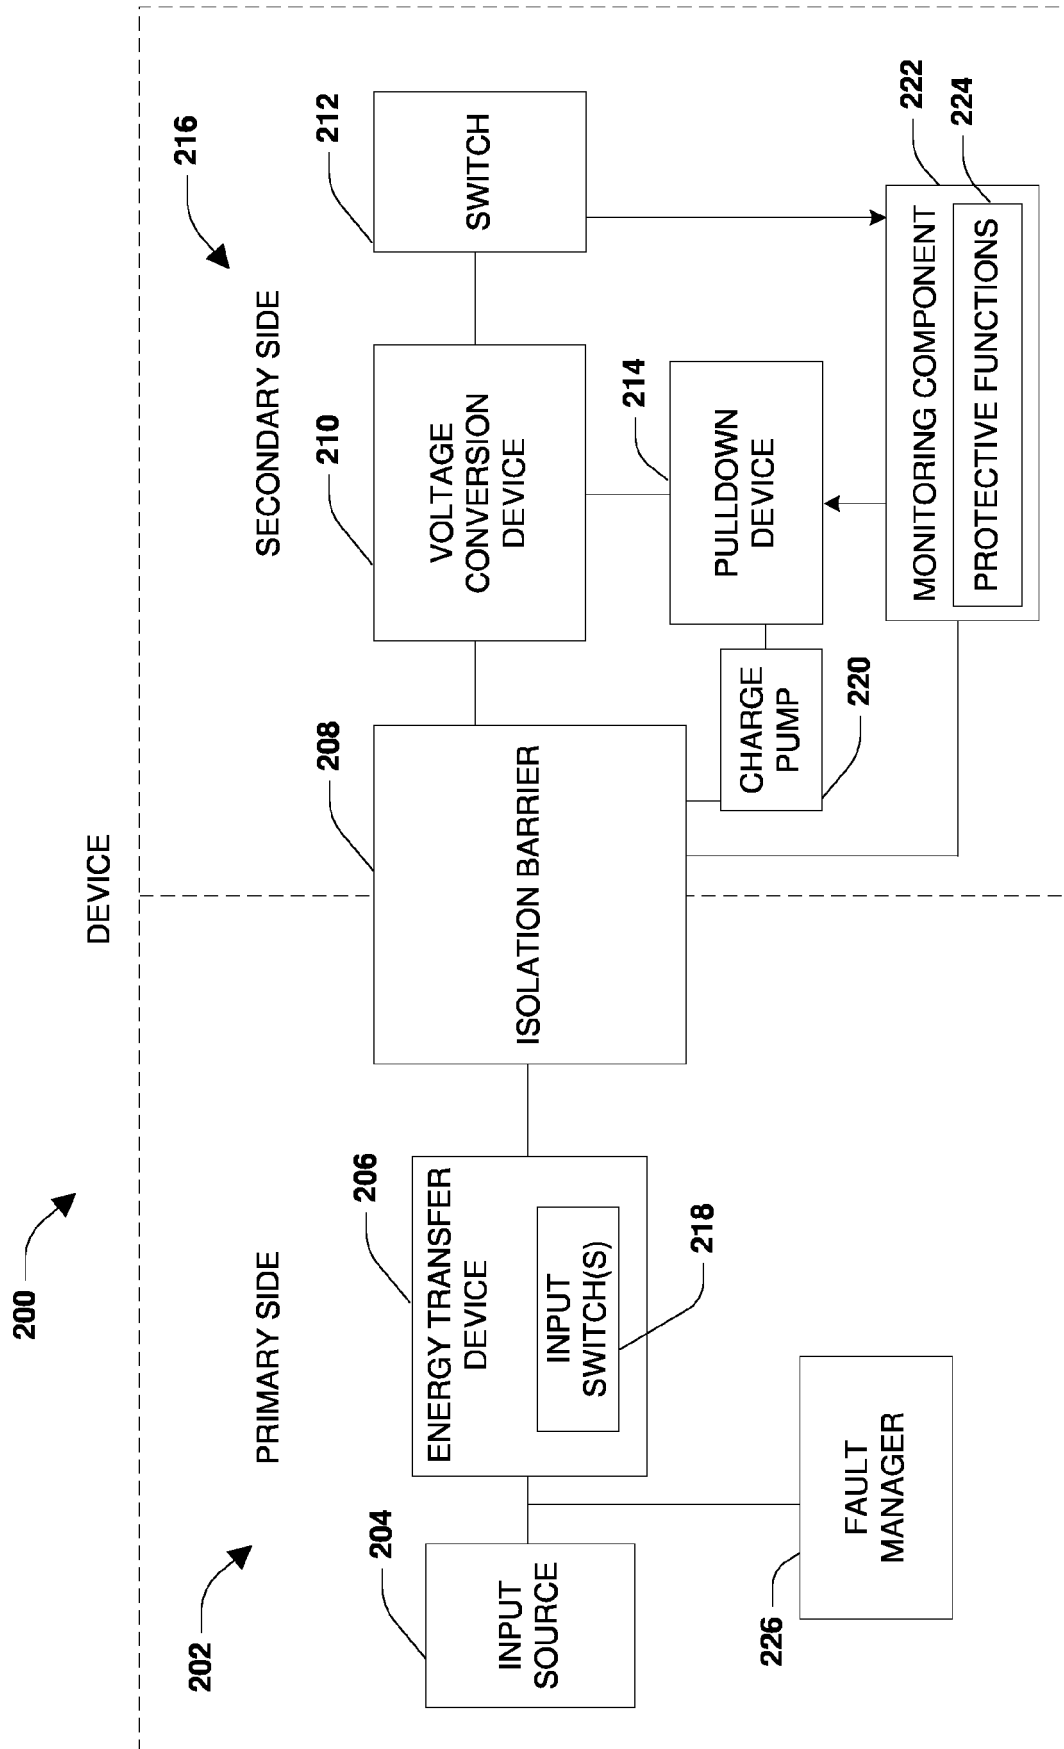 200
DEVICE
202
PRIMARY SIDE
SECONDARY SIDE
216
204
INPUT
SOURCE
206
ENERGY TRANSFER
DEVICE
INPUT
SWITCH(S)
218
208
ISOLATION BARRIER
210
VOLTAGE
CONVERSION
DEVICE
212
SWITCH
214
PULLDOWN
DEVICE
CHARGE
PUMP
220
222
MONITORING COMPONENT
224
PROTECTIVE FUNCTIONS
226
FAULT
MANAGER